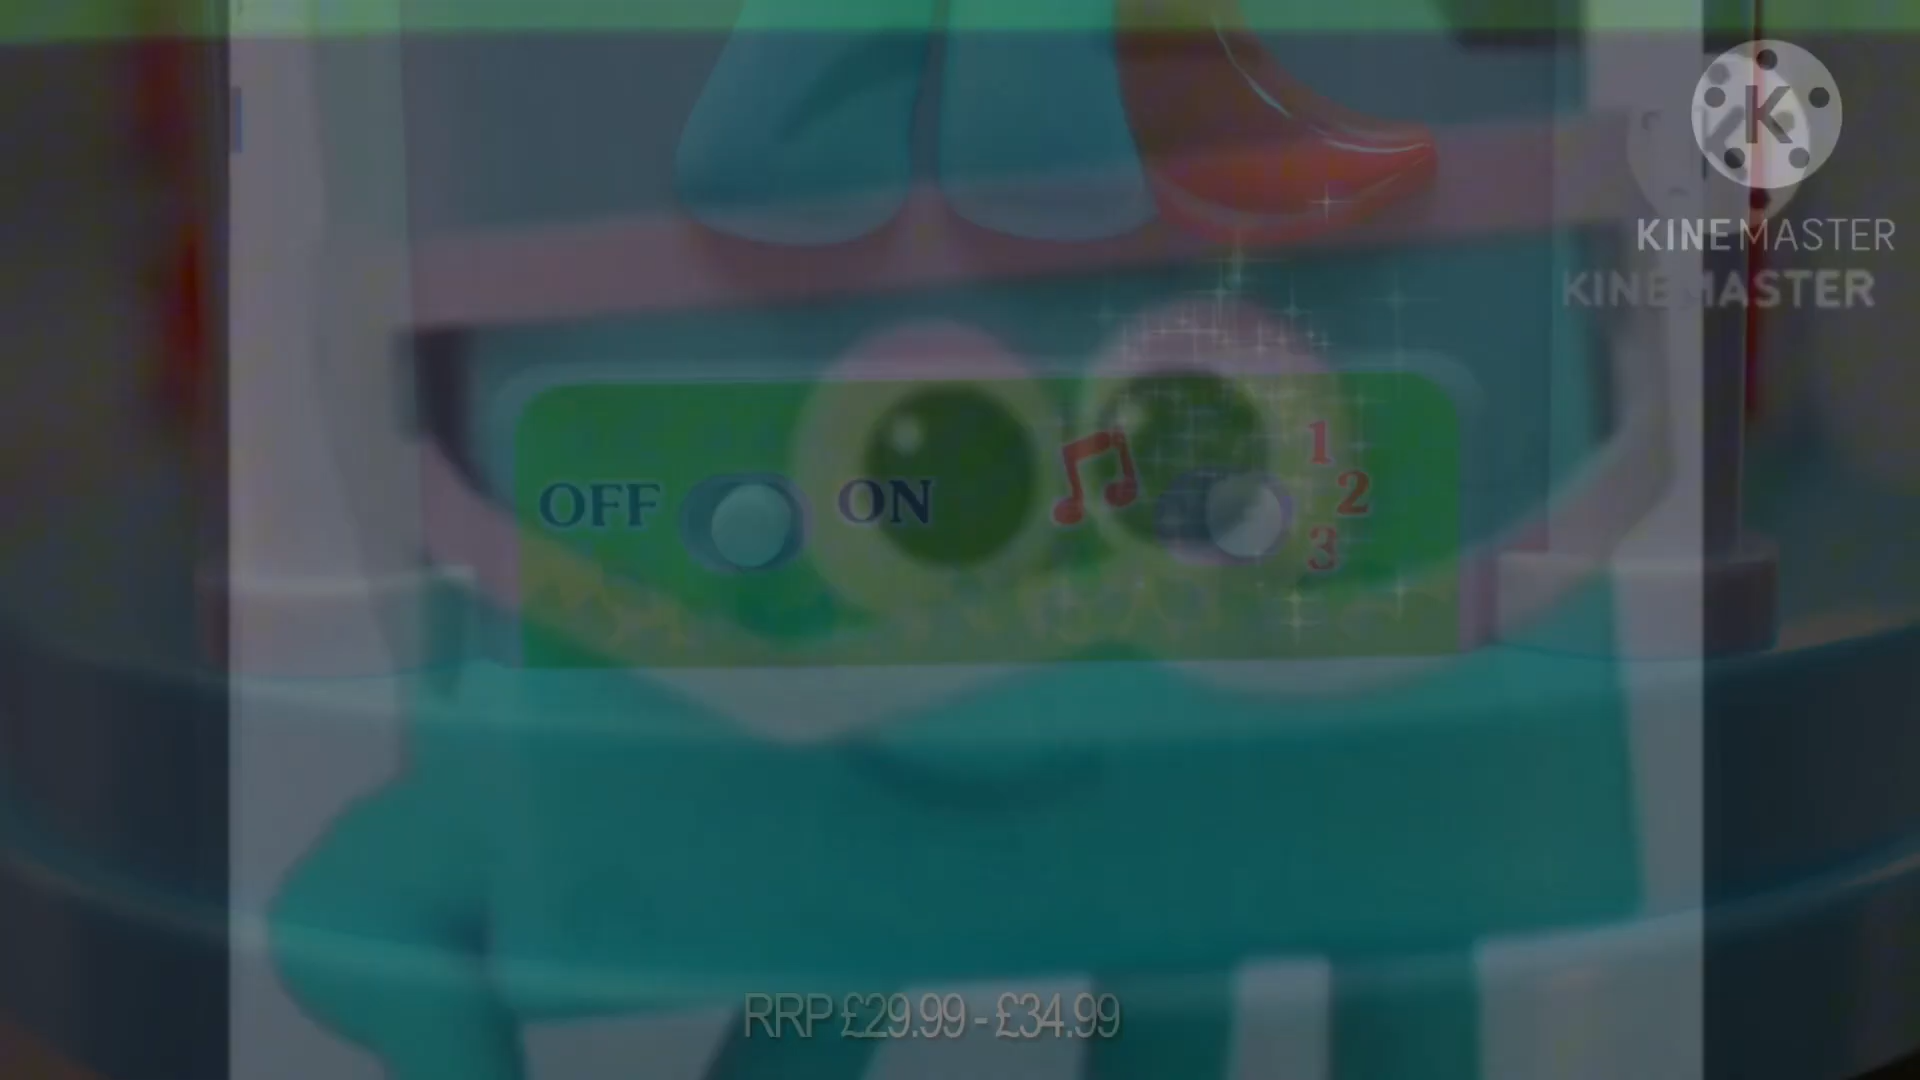 K
KINEMASTER
KINEMASTER
1
OFF ON 2
3
RRP £29.99 - £34.99